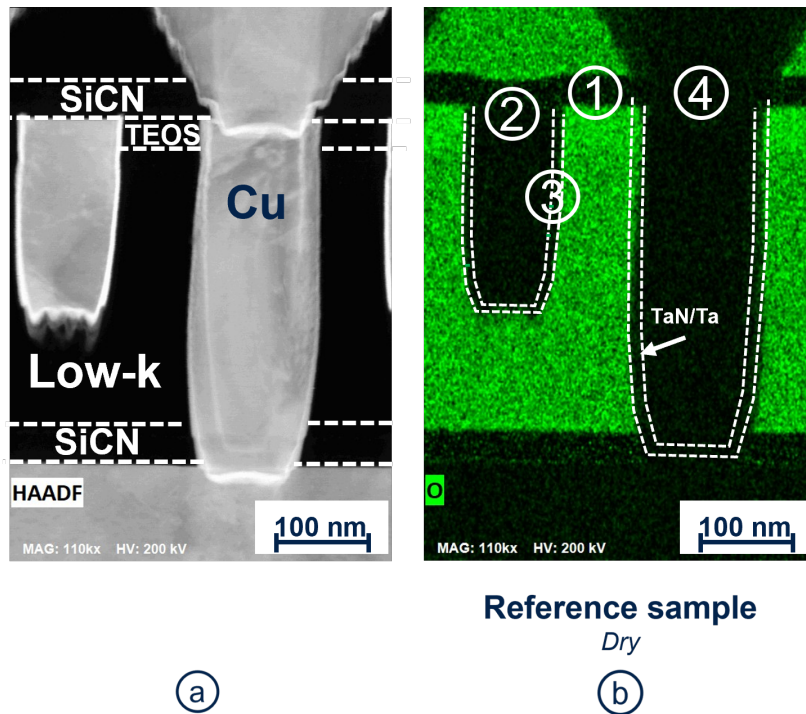 SiCN
TEOS
Cu
Low-k
SiCN
HAADF
100 nm
MAG: 110kx HV: 200 kV
1
2
4
3
TaN/Ta
O
100 nm
MAG: 110kx HV: 200 kV
Reference sample
Dry
a
b